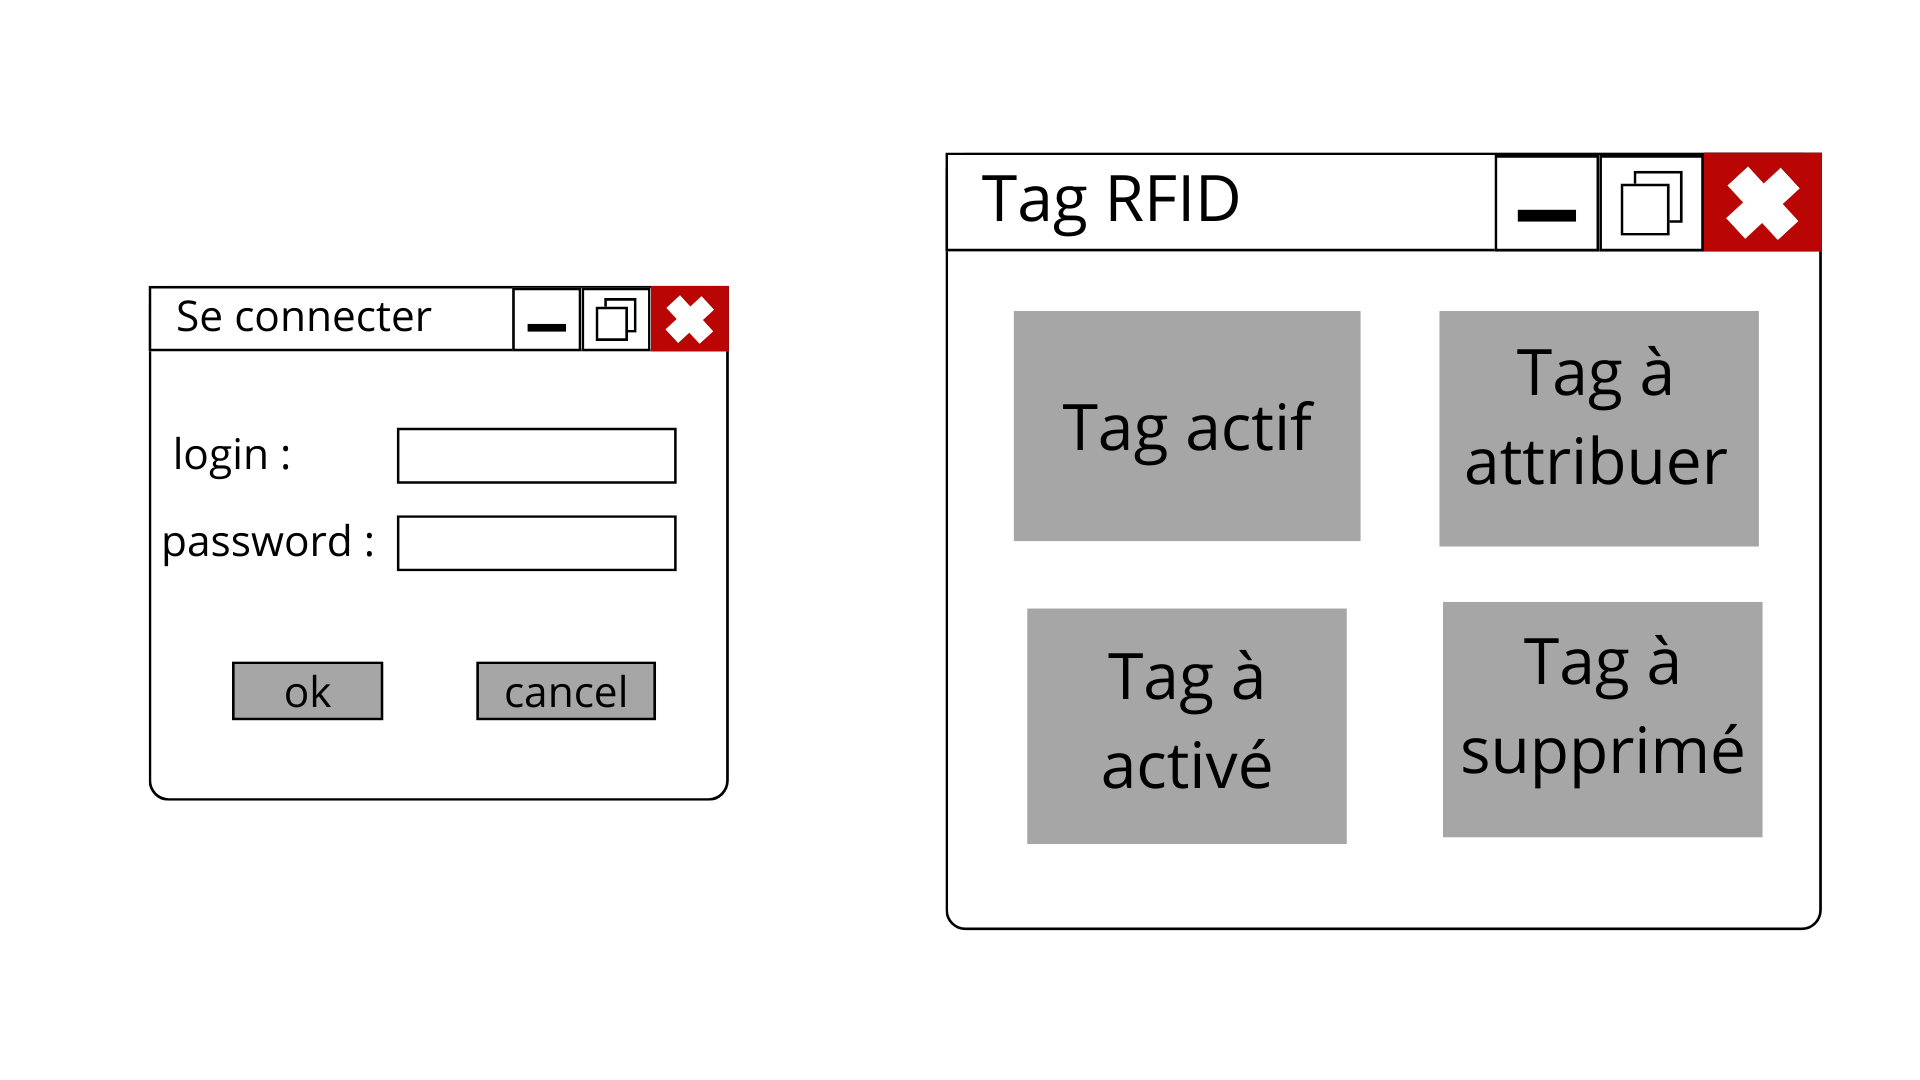 Se connecter
login :
password :
ok
cancel
Tag RFID
Tag actif
Tag à
attribuer
Tag à
activé
Tag à
supprimé